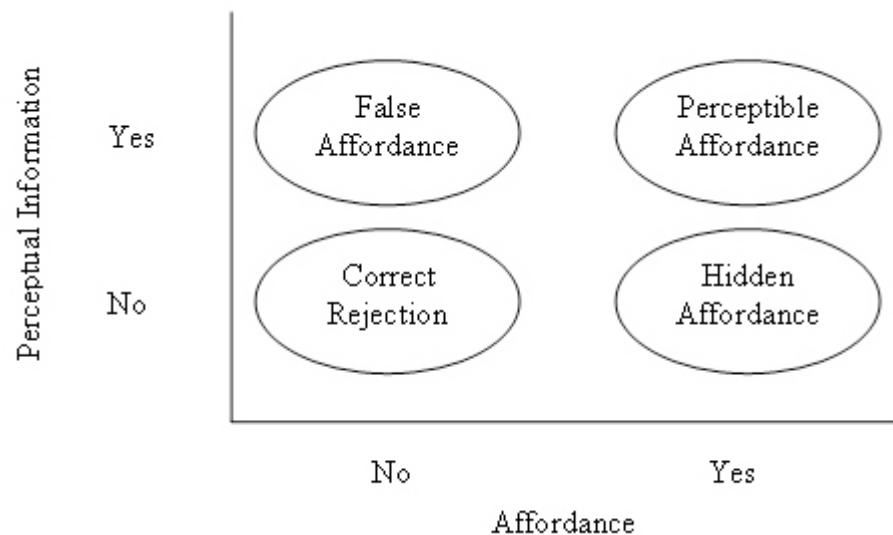 Perceptual Information
Yes
False
Affordance
Perceptible
Affordance
No
Correct
Rejection
Hidden
Affordance
No
Yes
Affordance